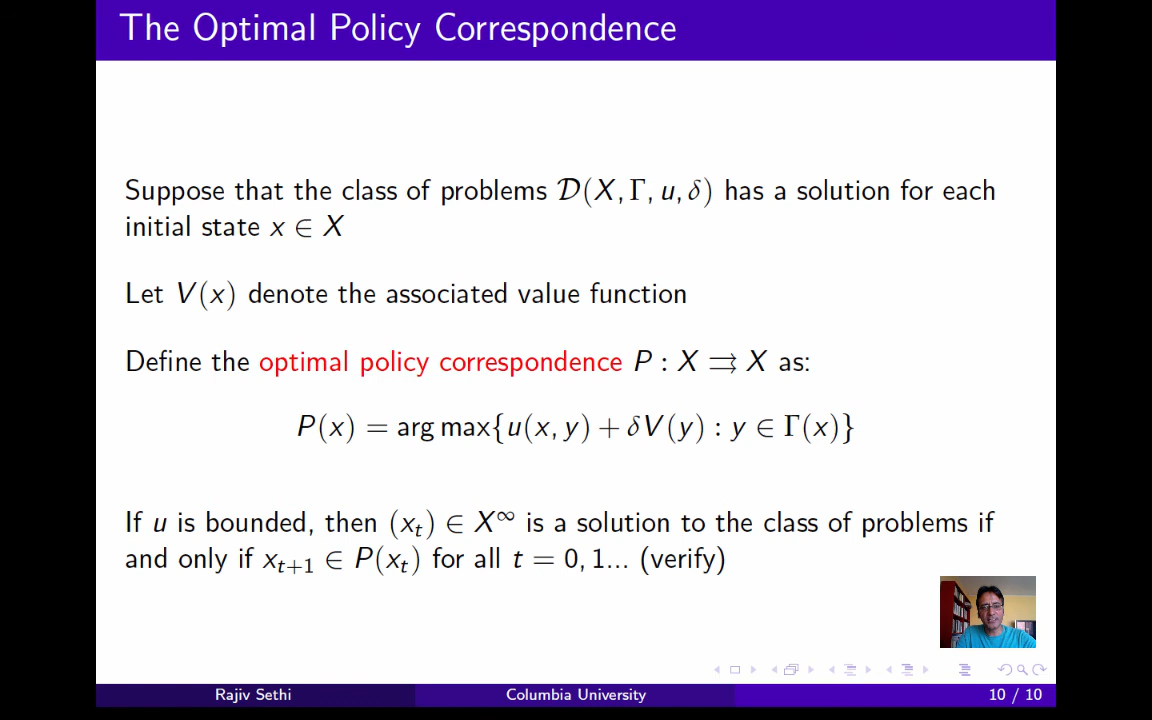 The Optimal Policy Correspondence
Suppose that the class of problems 𝒟(X, Γ, u, δ) has a solution for each
initial state x ∈ X
Let V(x) denote the associated value function
Define the optimal policy correspondence P : X ⇉ X as:
P(x) = arg max{u(x, y) + δV(y) : y ∈ Γ(x)}
If u is bounded, then (xₜ) ∈ X^∞ is a solution to the class of problems if
and only if xₜ₊₁ ∈ P(xₜ) for all t = 0, 1... (verify)
Rajiv Sethi
Columbia University
10 / 10